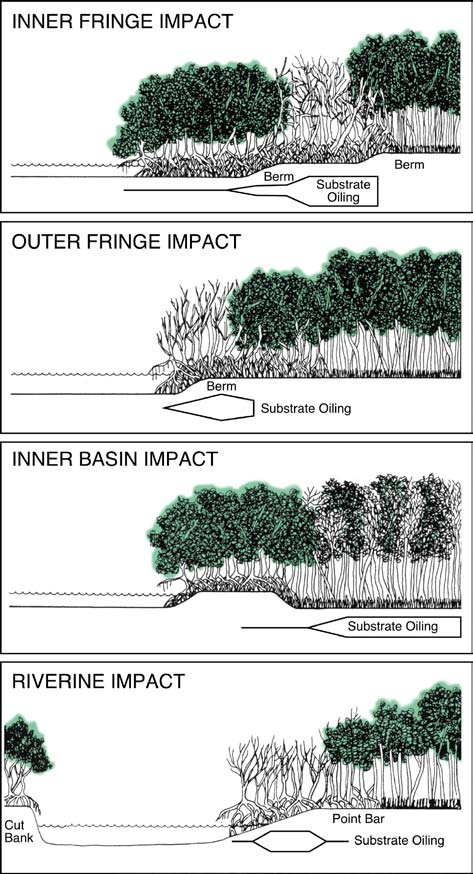 INNER FRINGE IMPACT
Berm
Berm
Substrate
Oiling
OUTER FRINGE IMPACT
Berm
Substrate Oiling
INNER BASIN IMPACT
Substrate Oiling
RIVERINE IMPACT
Cut
Bank
Point Bar
Substrate Oiling